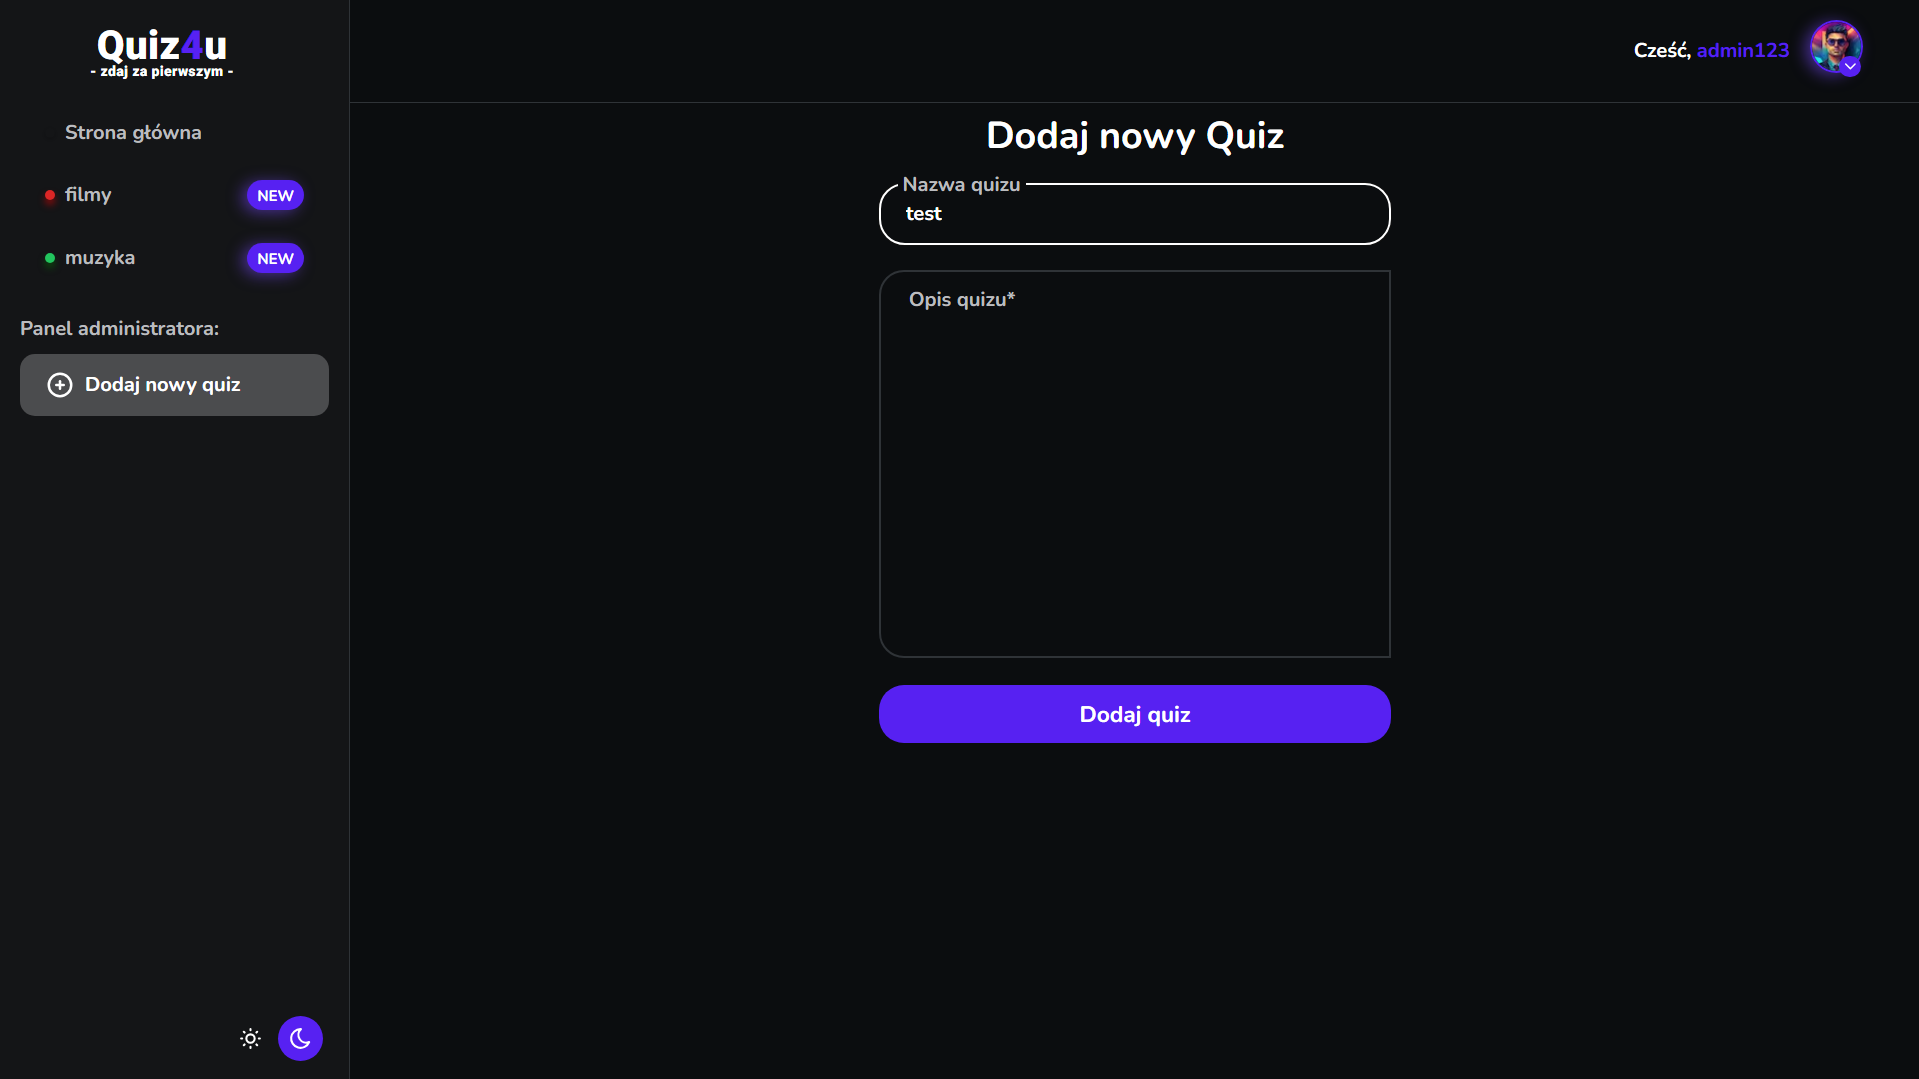 Quiz4u
- zdaj za pierwszym -
Strona główna
filmy NEW
muzyka NEW
Panel administratora:
Dodaj nowy quiz
Cześć, admin123
Dodaj nowy Quiz
Nazwa quizu
test
Opis quizu*
Dodaj quiz